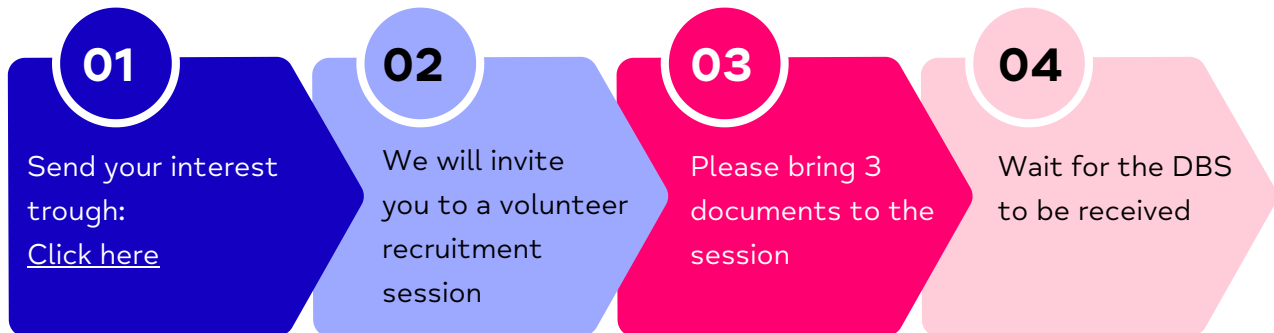 01
Send your interest
trough:
Click here
02
We will invite
you to a volunteer
recruitment
session
03
Please bring 3
documents to the
session
04
Wait for the DBS
to be received